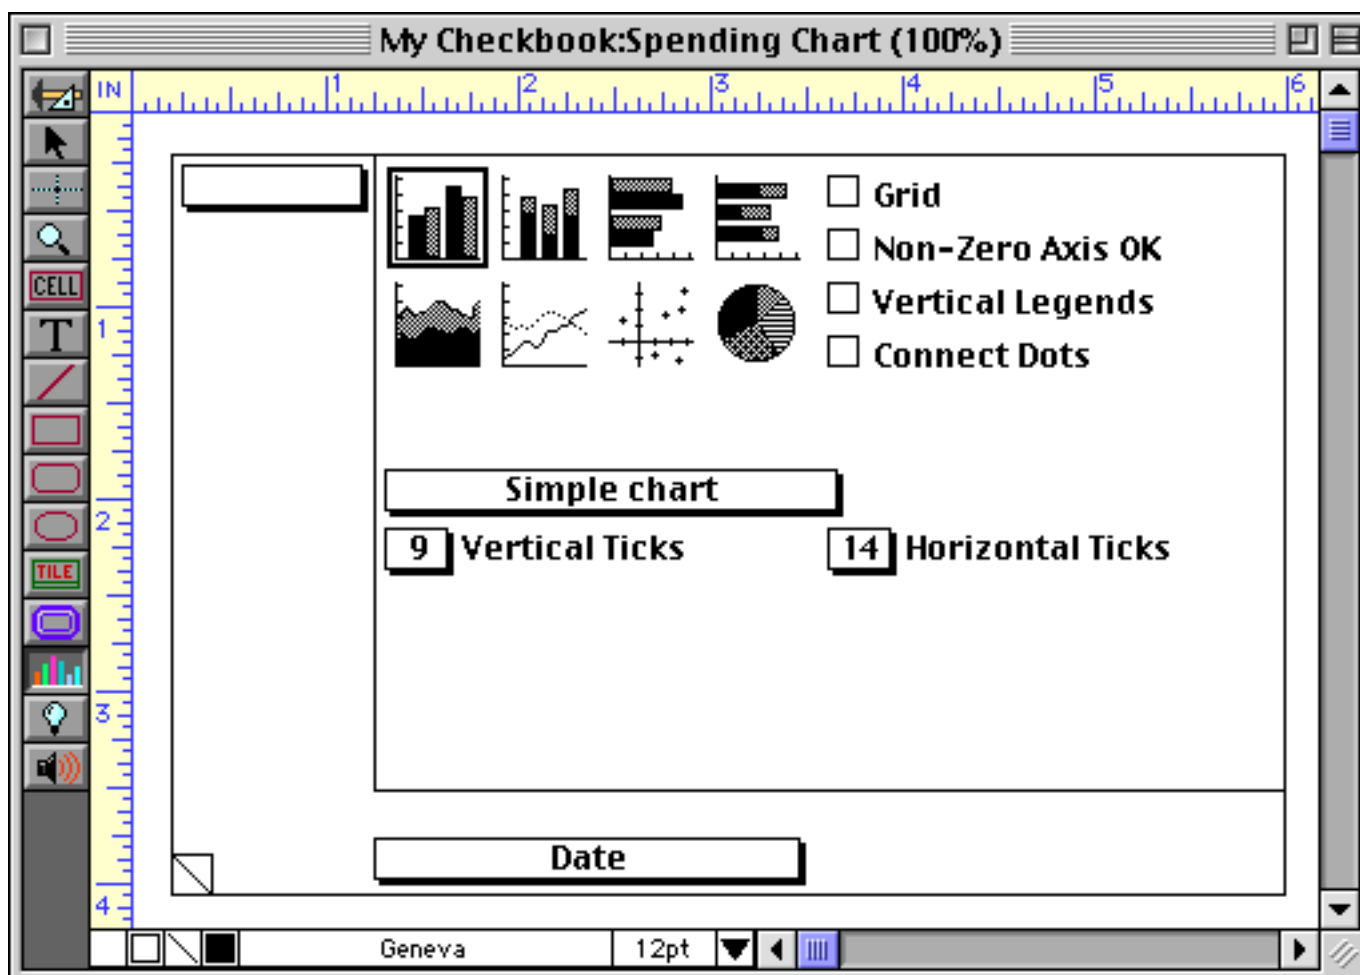 My Checkbook:Spending Chart (100%)
IN 1 2 3 4 5 6
CELL
T
TILE
1
2
3
4
Grid
Non-Zero Axis OK
Vertical Legends
Connect Dots
Simple chart
9 Vertical Ticks 14 Horizontal Ticks
Date
Geneva 12pt